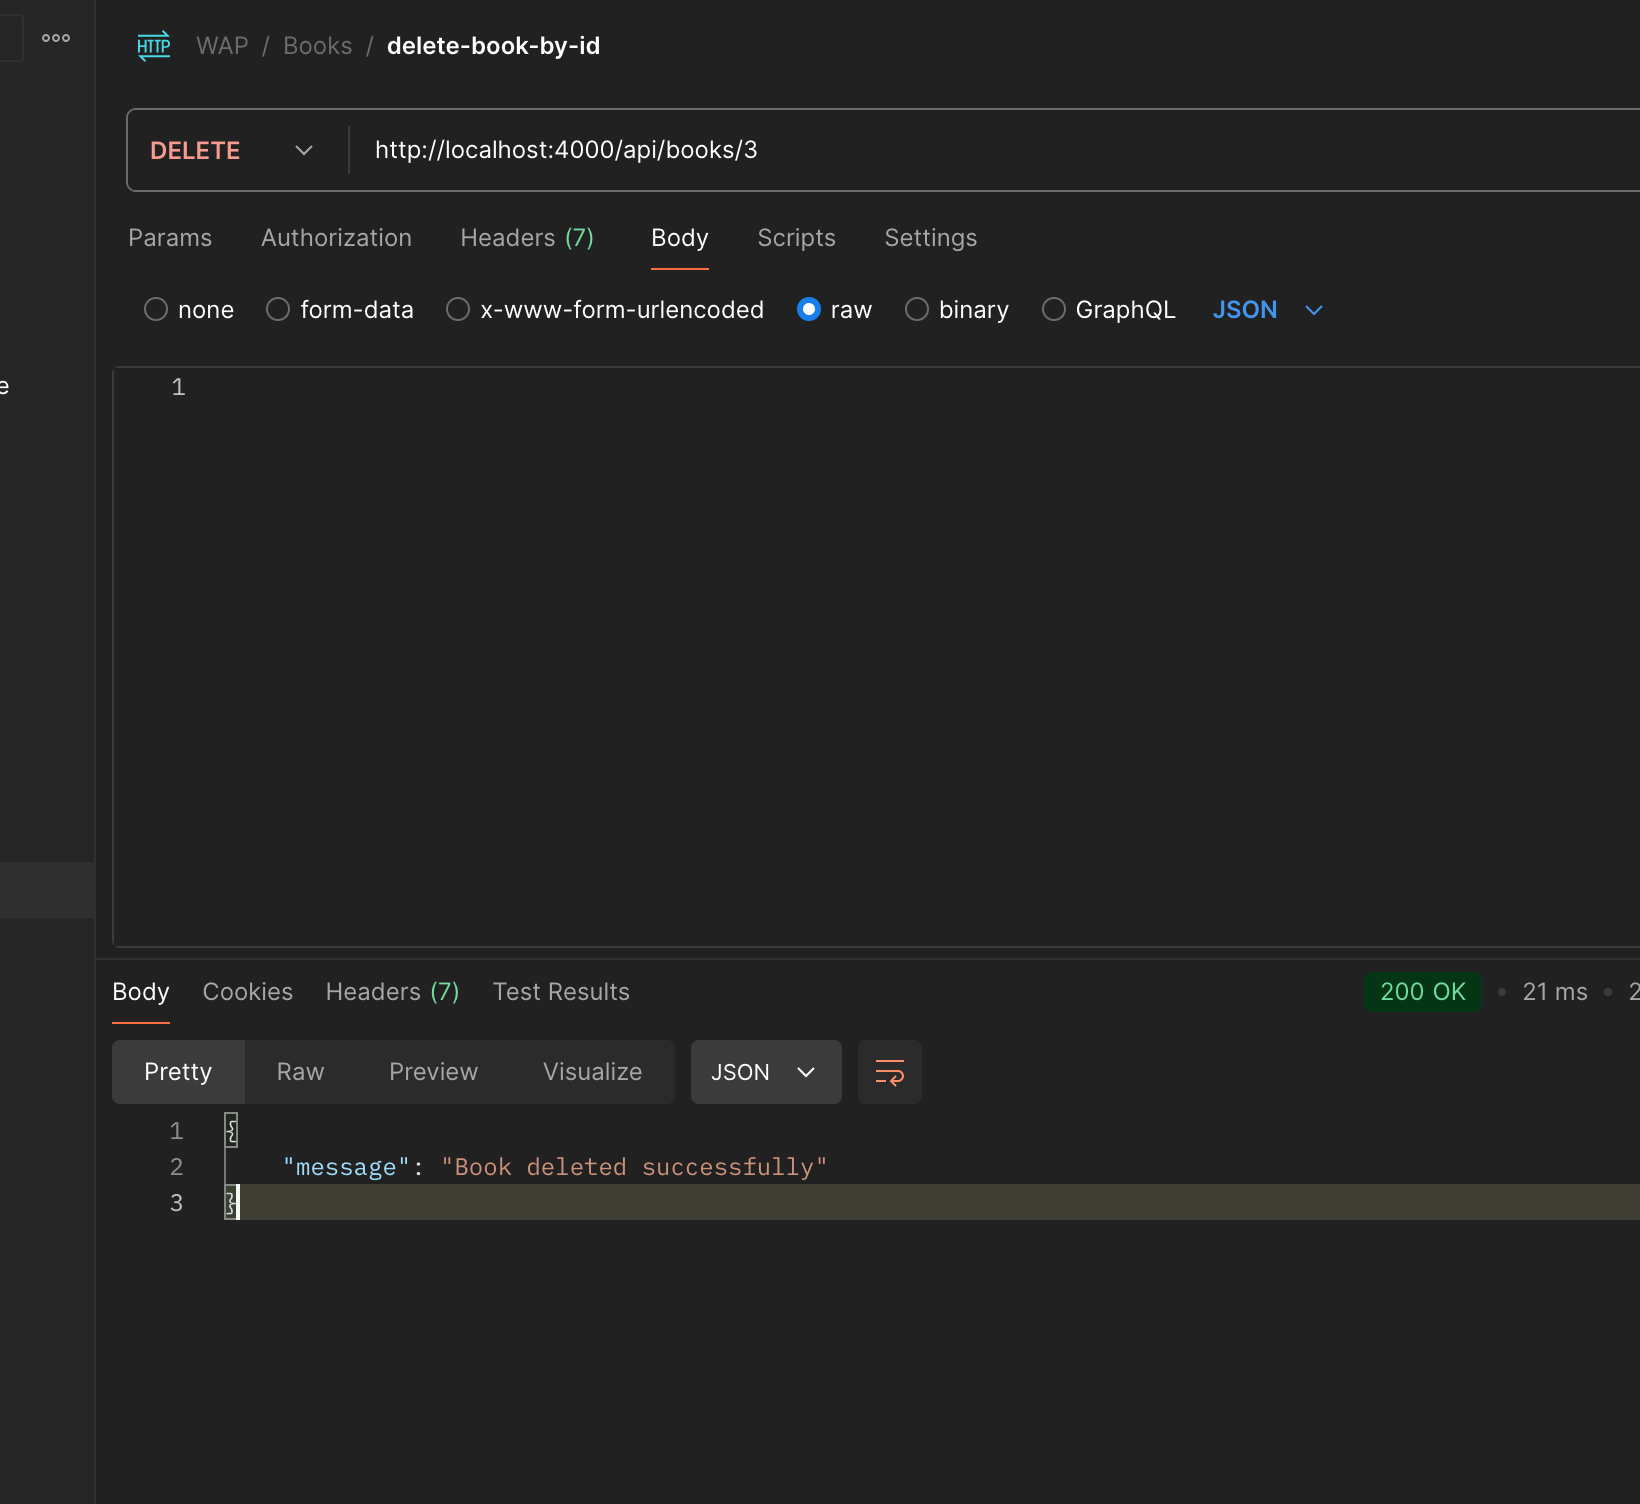 HTTP WAP / Books / delete-book-by-id
DELETE http://localhost:4000/api/books/3
Params Authorization Headers (7) Body Scripts Settings
none form-data x-www-form-urlencoded raw binary GraphQL JSON
e
1
Body Cookies Headers (7) Test Results 200 OK • 21 ms • 2
Pretty Raw Preview Visualize JSON
1 {
2 "message": "Book deleted successfully"
3 }